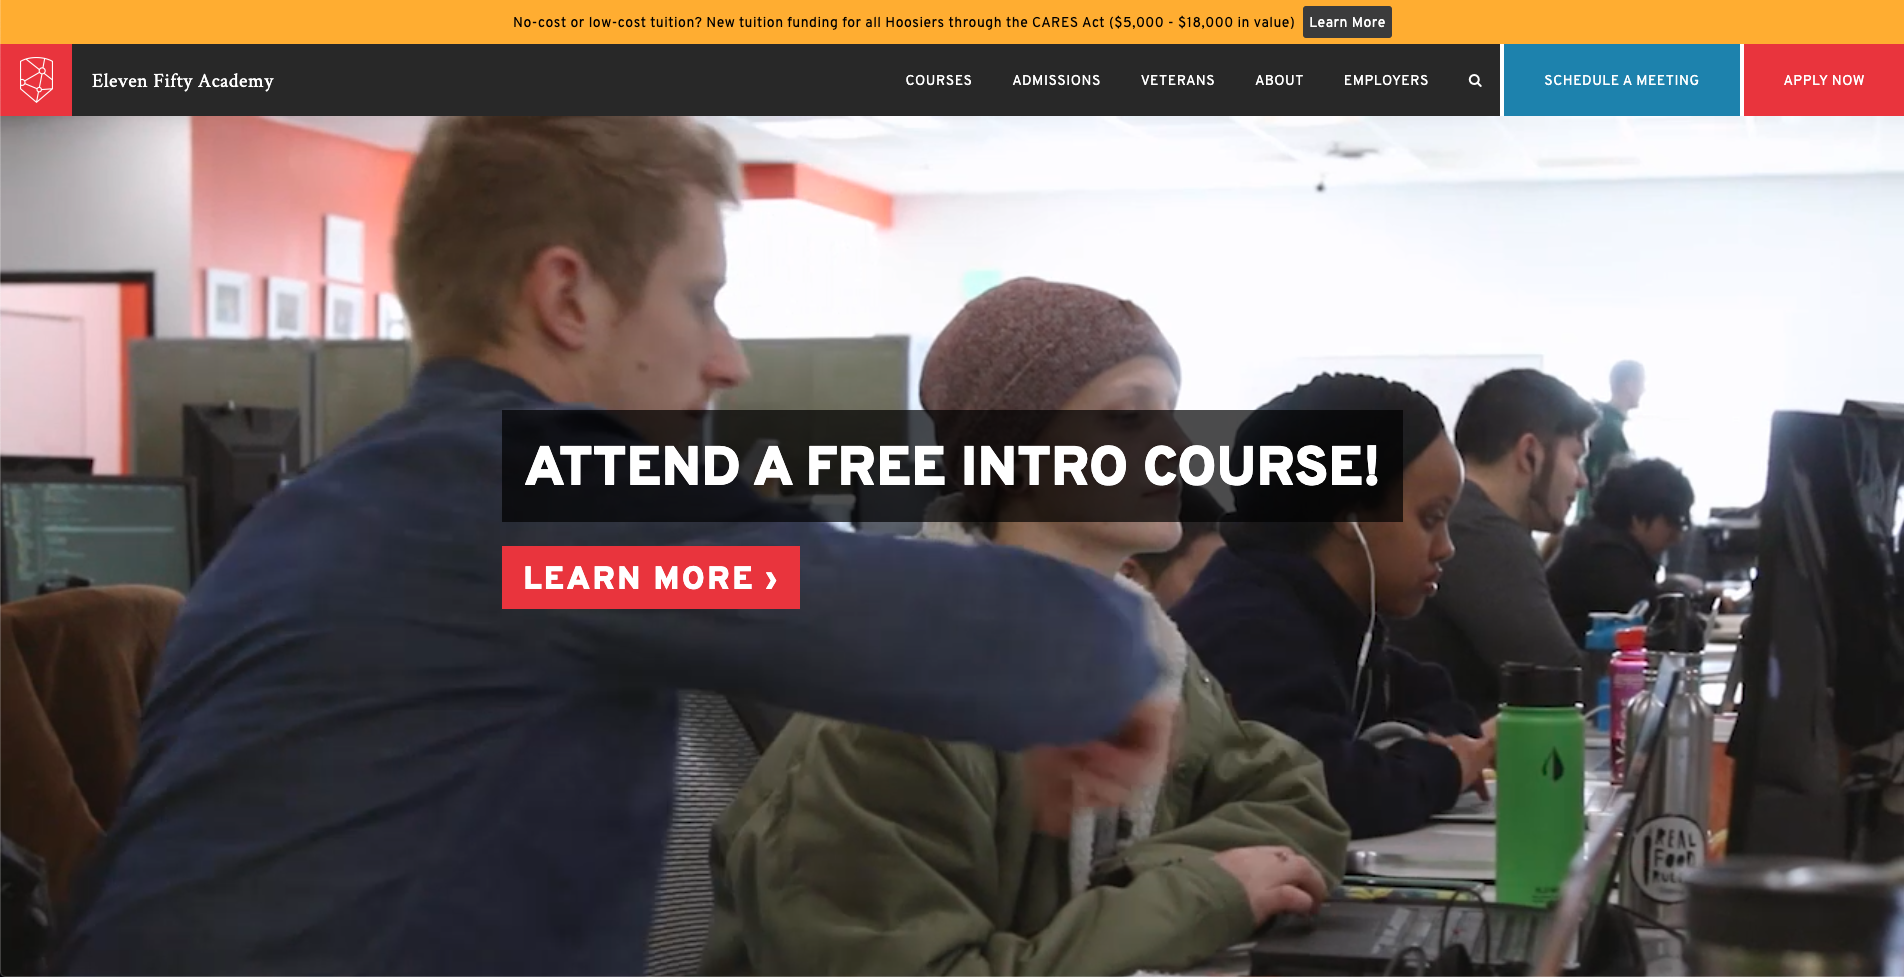 No-cost or low-cost tuition? New tuition funding for all Hoosiers through the CARES Act ($5,000 - $18,000 in value) Learn More
Eleven Fifty Academy COURSES ADMISSIONS VETERANS ABOUT EMPLOYERS SCHEDULE A MEETING APPLY NOW
ATTEND A FREE INTRO COURSE!
LEARN MORE ›
REAL
FOOD